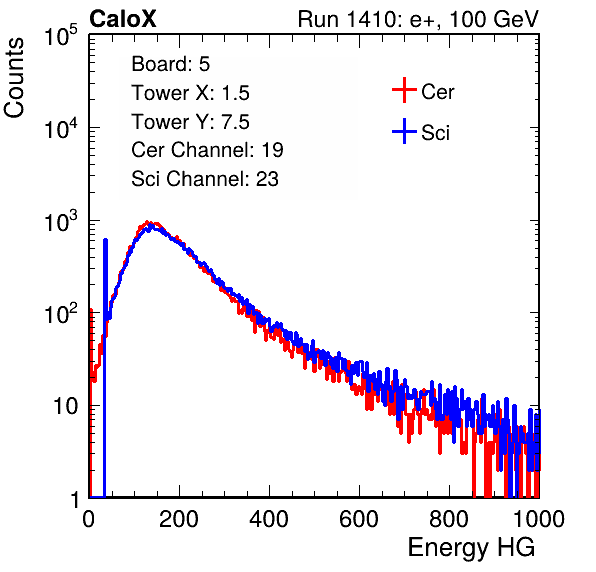 CaloX Run 1410: e+, 100 GeV
Counts
10^5
10^4
10^3
10^2
10
1
Board: 5
Tower X: 1.5
Tower Y: 7.5
Cer Channel: 19
Sci Channel: 23
Cer
Sci
0 200 400 600 800 1000
Energy HG